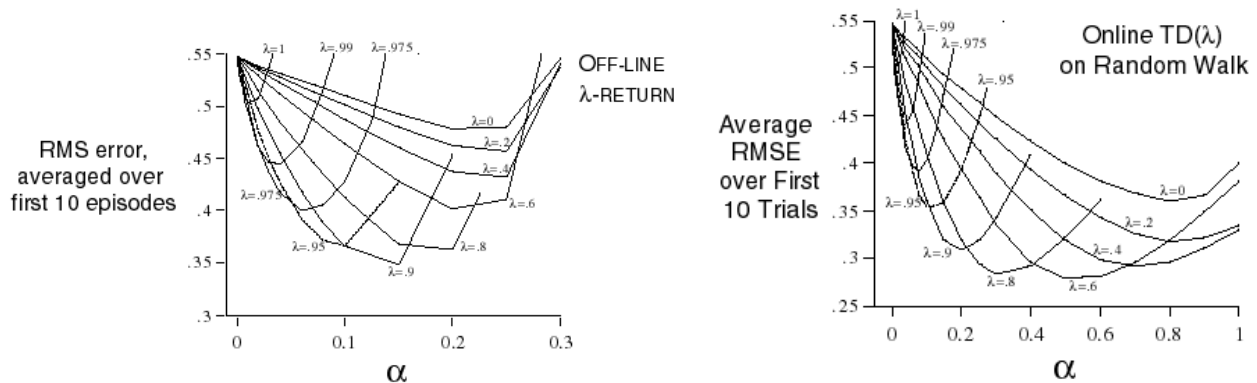 RMS error,
averaged over
first 10 episodes
.55
.5
.45
.4
.35
.3
0
0.1
0.2
0.3
α
λ=1
λ=.99
λ=.975
λ=0
λ=.2
λ=.4
λ=.6
λ=.8
λ=.9
λ=.95
λ=.975
OFF-LINE
λ-RETURN
Average
RMSE
over First
10 Trials
.55
.5
.45
.4
.35
.3
.25
0
0.2
0.4
0.6
0.8
1
α
λ=1
λ=.99
λ=.975
λ=.95
λ=.95
λ=.9
λ=.8
λ=.6
λ=.4
λ=.2
λ=0
Online TD(λ)
on Random Walk